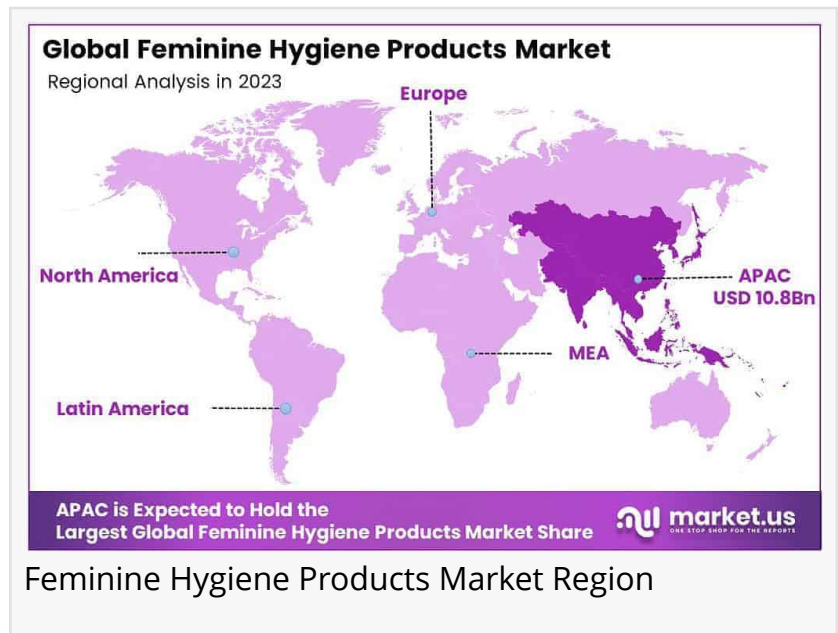 Global Feminine Hygiene Products Market
Regional Analysis in 2023
Europe
North America
APAC
USD 10.8Bn
MEA
Latin America
APAC is Expected to Hold the
Largest Global Feminine Hygiene Products Market Share
market.us
ONE STOP SHOP FOR THE REPORTS
Feminine Hygiene Products Market Region